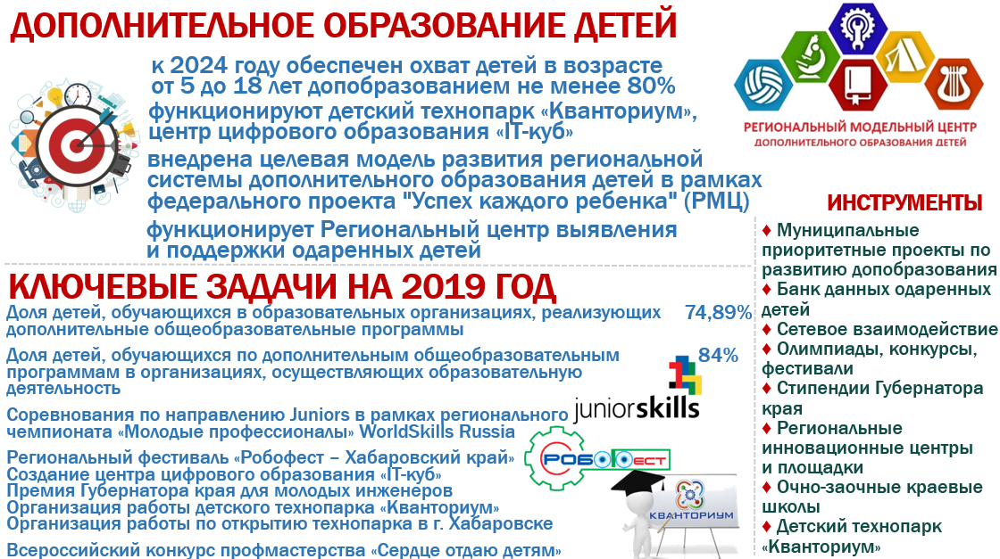 ДОПОЛНИТЕЛЬНОЕ ОБРАЗОВАНИЕ ДЕТЕЙ
к 2024 году обеспечен охват детей в возрасте
от 5 до 18 лет допобразованием не менее 80%
функционируют детский технопарк «Кванториум»,
центр цифрового образования «IT-куб»
внедрена целевая модель развития региональной
системы дополнительного образования детей в рамках
федерального проекта "Успех каждого ребенка" (РМЦ)
функционирует Региональный центр выявления
и поддержки одаренных детей
РЕГИОНАЛЬНЫЙ МОДЕЛЬНЫЙ ЦЕНТР
ДОПОЛНИТЕЛЬНОГО ОБРАЗОВАНИЯ ДЕТЕЙ
КЛЮЧЕВЫЕ ЗАДАЧИ НА 2019 ГОД
Доля детей, обучающихся в образовательных организациях, реализующих 74,89%
дополнительные общеобразовательные программы
Доля детей, обучающихся по дополнительным общеобразовательным 84%
программам в организациях, осуществляющих образовательную
деятельность
Соревнования по направлению Juniors в рамках регионального
чемпионата «Молодые профессионалы» WorldSkills Russia
Региональный фестиваль «Робофест – Хабаровский край»
Создание центра цифрового образования «IT-куб»
Премия Губернатора края для молодых инженеров
Организация работы детского технопарка «Кванториум»
Организация работы по открытию технопарка в г. Хабаровске
Всероссийский конкурс профмастерства «Сердце отдаю детям»
juniorskills
РОБОФЕСТ
КВАНТОРИУМ
ИНСТРУМЕНТЫ
♦ Муниципальные
приоритетные проекты по
развитию допобразования
♦ Банк данных одаренных
детей
♦ Сетевое взаимодействие
♦ Олимпиады, конкурсы,
фестивали
♦ Стипендии Губернатора
края
♦ Региональные
инновационные центры
и площадки
♦ Очно-заочные краевые
школы
♦ Детский технопарк
«Кванториум»